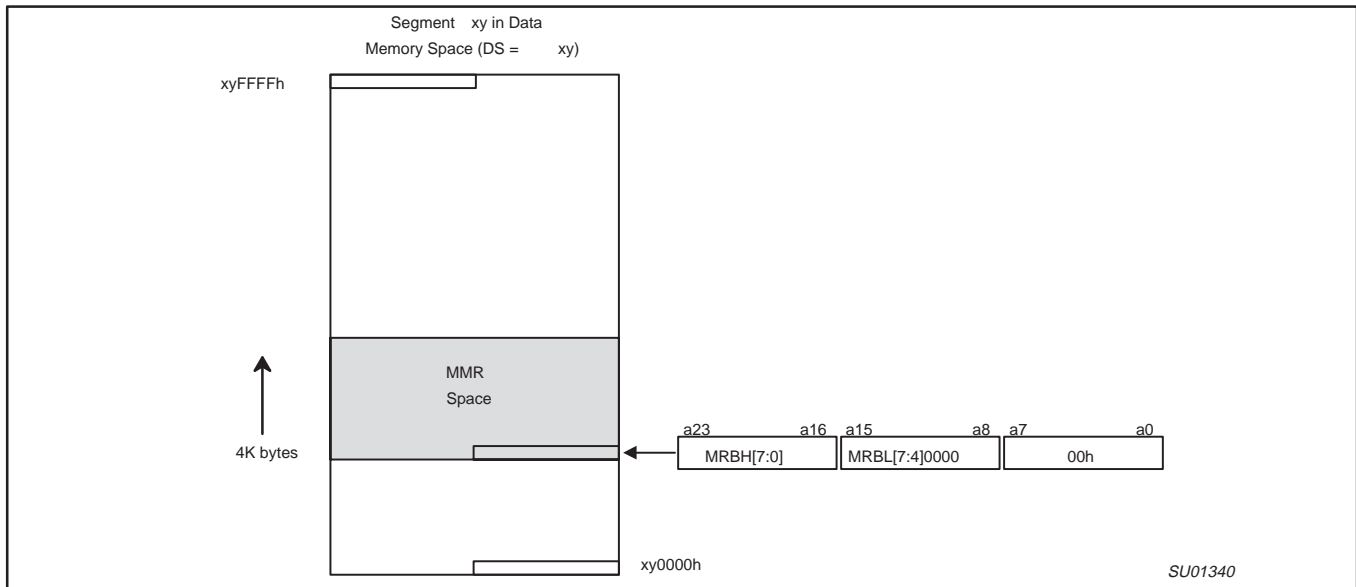 Segment xy in Data
Memory Space (DS = xy)
xyFFFFh
MMR
Space
4K bytes
a23 a16 a15 a8 a7 a0
MRBH[7:0] MRBL[7:4]0000 00h
xy0000h
SU01340